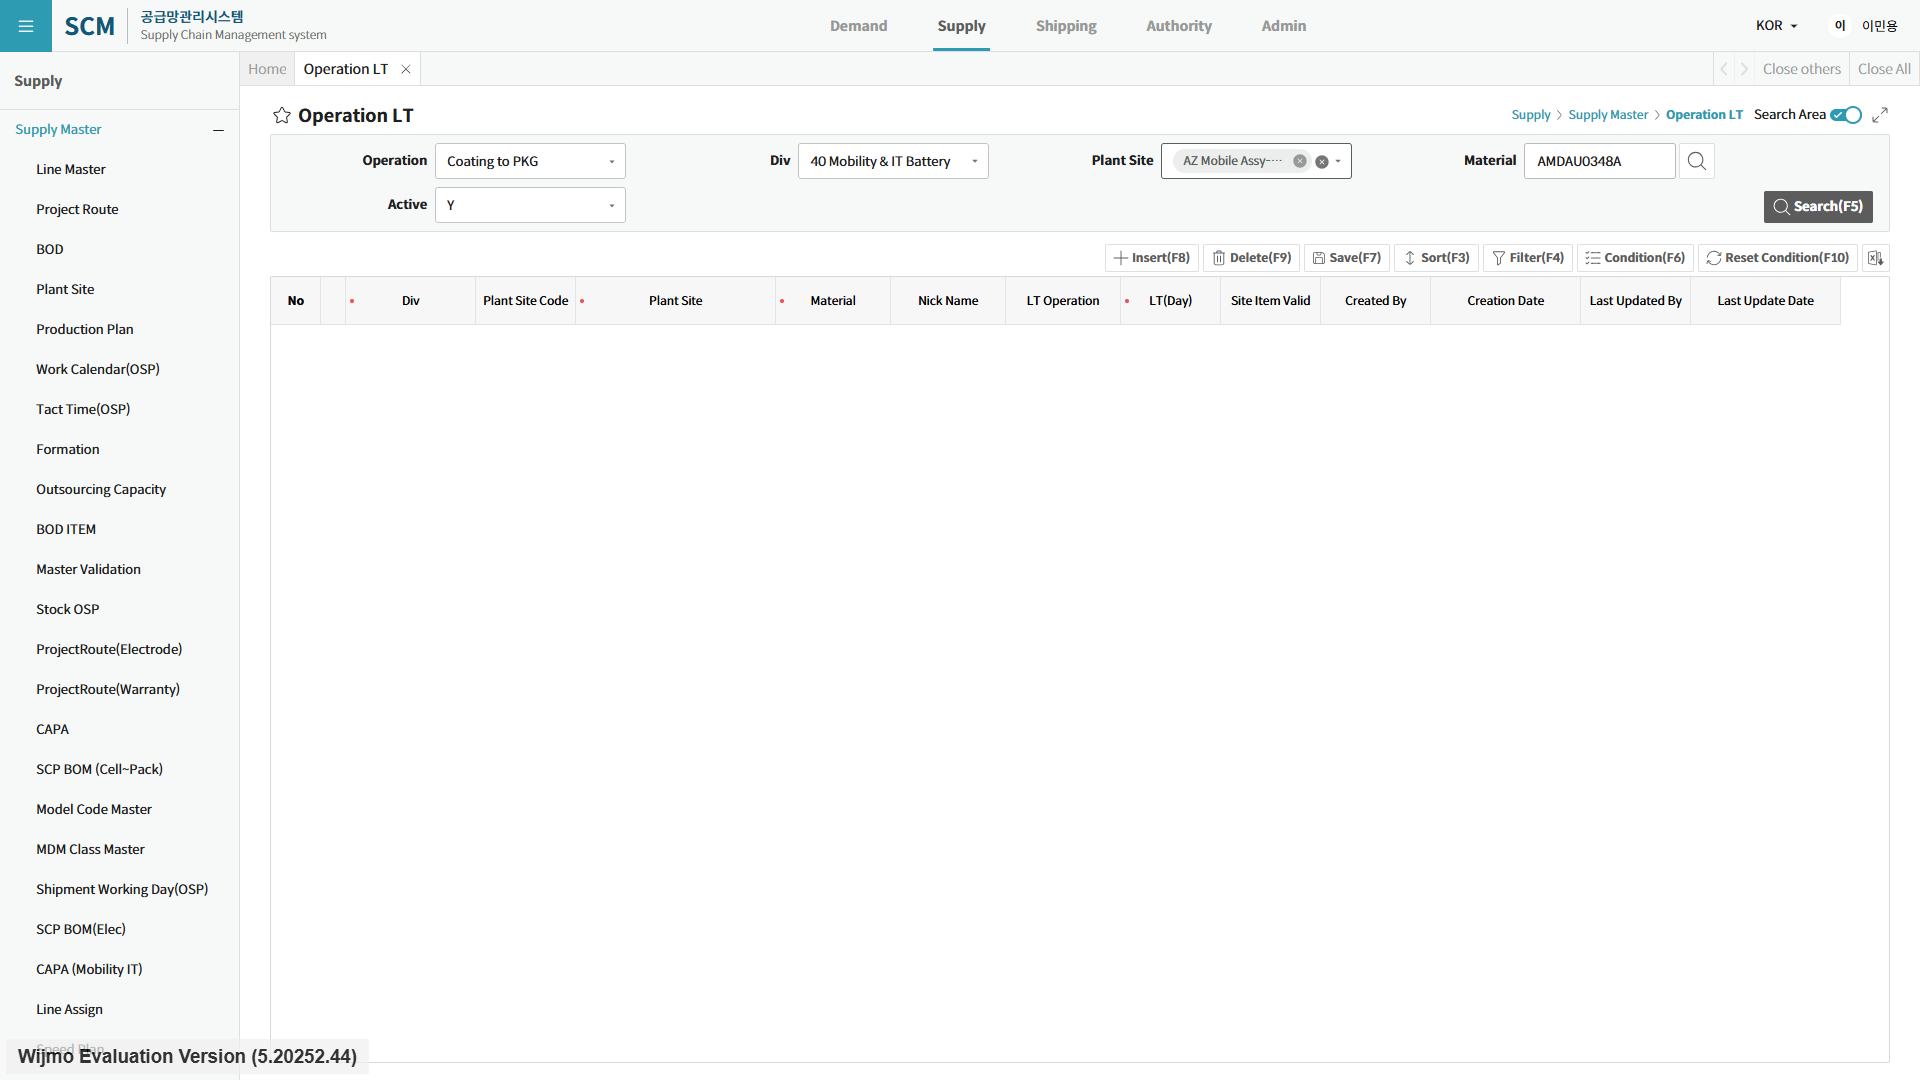 SCM
공급망관리시스템
Supply Chain Management system
Demand
Supply
Shipping
Authority
Admin
KOR
이
이민용
Supply
Home
Operation LT
Close others
Close All
Supply Master
Line Master
Project Route
BOD
Plant Site
Production Plan
Work Calendar(OSP)
Tact Time(OSP)
Formation
Outsourcing Capacity
BOD ITEM
Master Validation
Stock OSP
ProjectRoute(Electrode)
ProjectRoute(Warranty)
CAPA
SCP BOM (Cell~Pack)
Model Code Master
MDM Class Master
Shipment Working Day(OSP)
SCP BOM(Elec)
CAPA (Mobility IT)
Line Assign
Speed Plan
Wijmo Evaluation Version (5.20252.44)
Operation LT
Supply > Supply Master > Operation LT
Search Area
Operation
Coating to PKG
Div
40 Mobility & IT Battery
Plant Site
AZ Mobile Assy-···
Material
AMDAU0348A
Active
Y
Search(F5)
Insert(F8)
Delete(F9)
Save(F7)
Sort(F3)
Filter(F4)
Condition(F6)
Reset Condition(F10)
No
Div
Plant Site Code
Plant Site
Material
Nick Name
LT Operation
LT(Day)
Site Item Valid
Created By
Creation Date
Last Updated By
Last Update Date